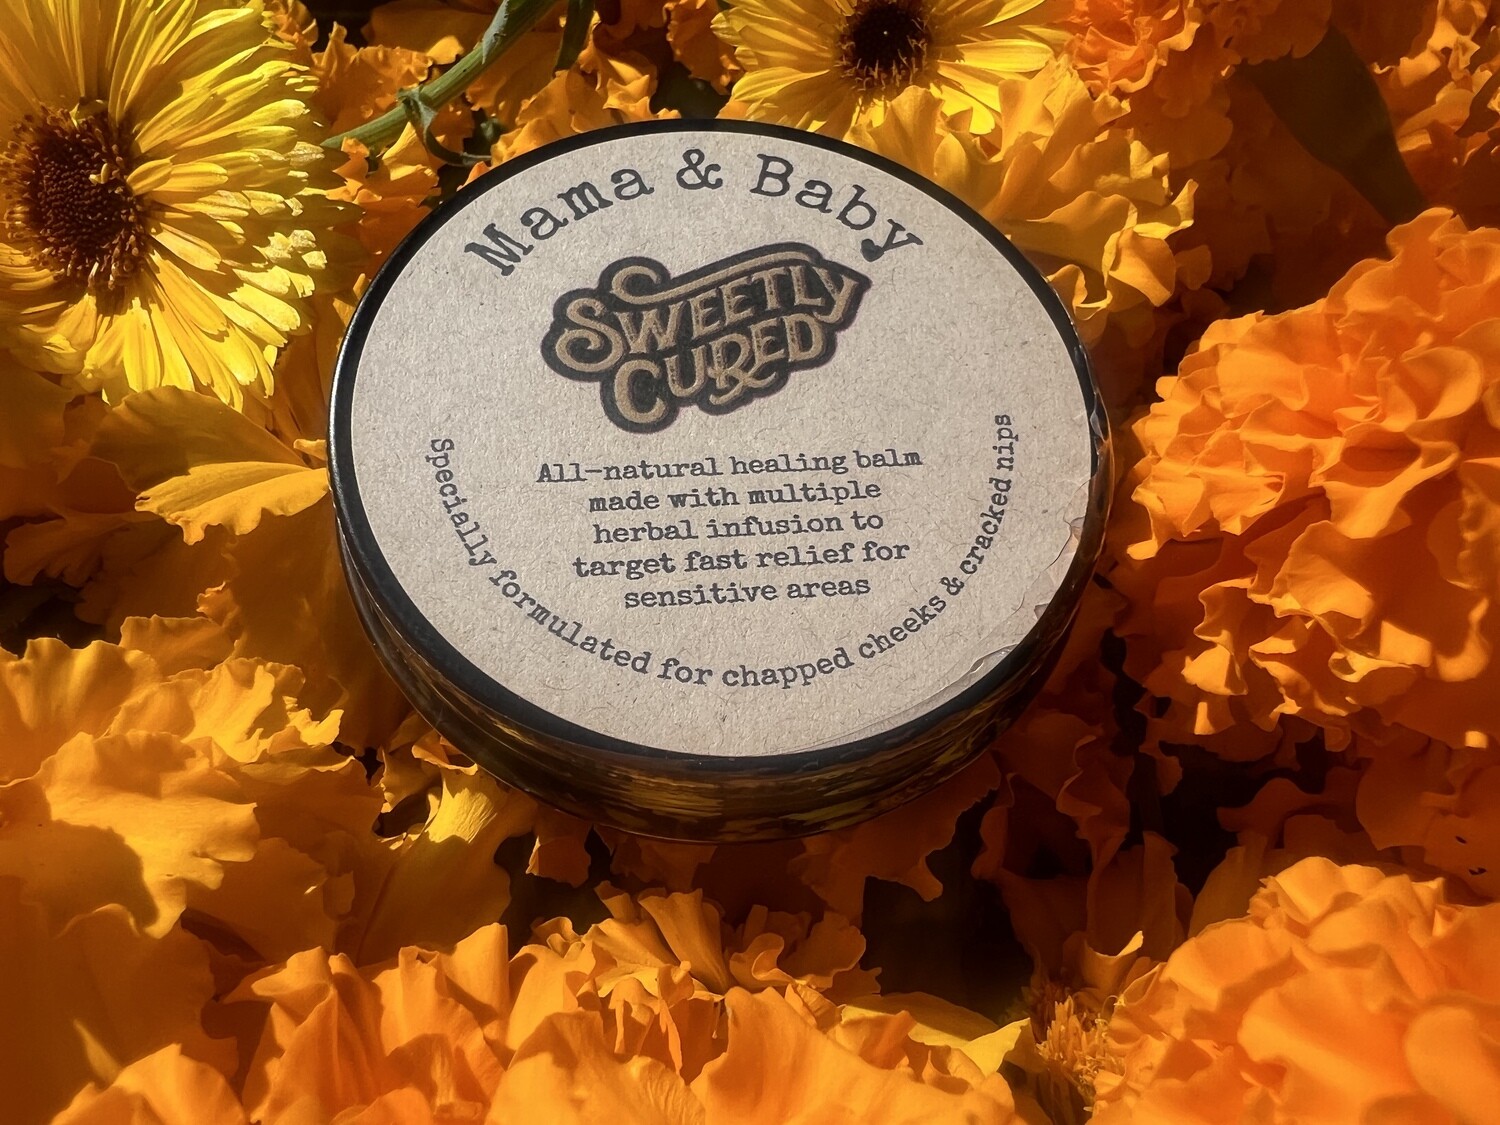 Mama & Baby
SWEETLY
CURED
All-natural healing balm
made with multiple
herbal infusion to
target fast relief for
sensitive areas
Specially formulated for chapped cheeks & cracked nips